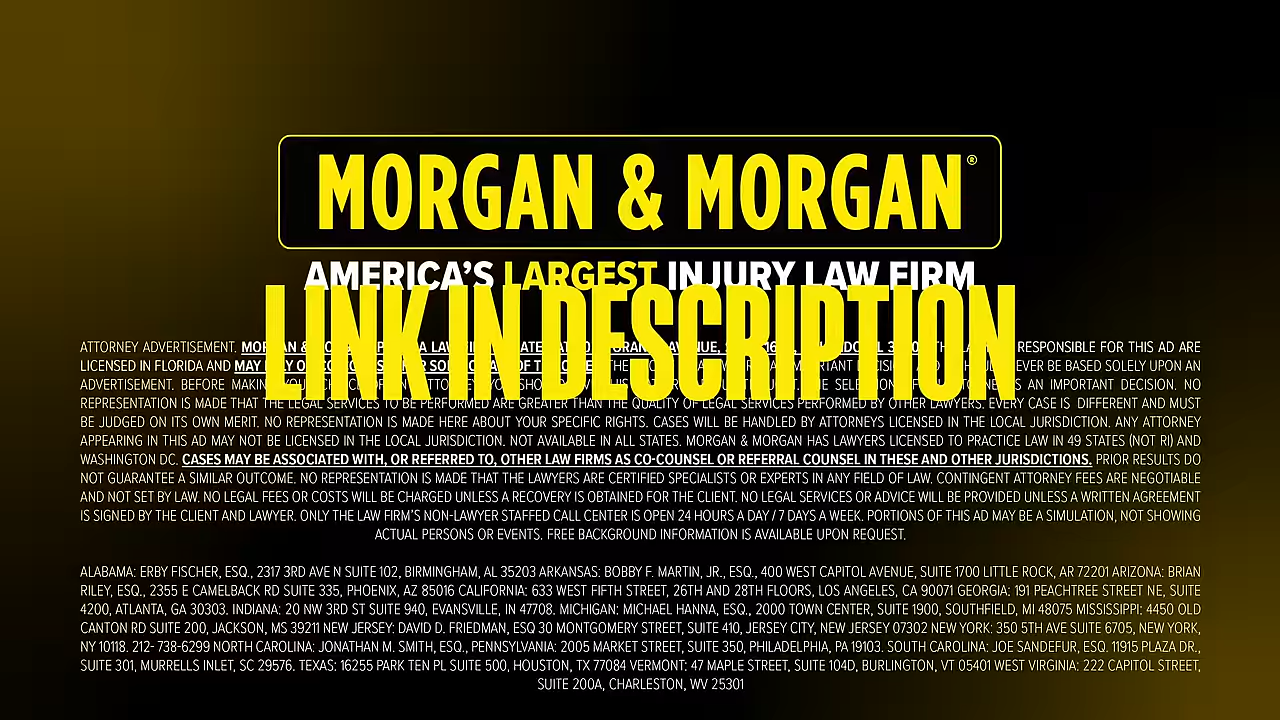 MORGAN & MORGAN®
AMERICA'S LARGEST INJURY LAW FIRM
LINK IN DESCRIPTION
ATTORNEY ADVERTISEMENT. RESPONSIBLE FOR THIS AD ARE
LICENSED IN FLORIDA AND MAY BE BASED SOLELY UPON AN
ADVERTISEMENT. BEFORE IS AN IMPORTANT DECISION. NO
REPRESENTATION IS MADE THAT THE LEGAL SERVICES TO BE PERFORMED ARE GREATER THAN THE QUALITY OF LEGAL SERVICES PERFORMED BY OTHER LAWYERS. EVERY CASE IS DIFFERENT AND MUST
BE JUDGED ON ITS OWN MERIT. NO REPRESENTATION IS MADE HERE ABOUT YOUR SPECIFIC RIGHTS. CASES WILL BE HANDLED BY ATTORNEYS LICENSED IN THE LOCAL JURISDICTION. ANY ATTORNEY
APPEARING IN THIS AD MAY NOT BE LICENSED IN THE LOCAL JURISDICTION. NOT AVAILABLE IN ALL STATES. MORGAN & MORGAN HAS LAWYERS LICENSED TO PRACTICE LAW IN 49 STATES (NOT RI) AND
WASHINGTON DC. CASES MAY BE ASSOCIATED WITH, OR REFERRED TO, OTHER LAW FIRMS AS CO-COUNSEL OR REFERRAL COUNSEL IN THESE AND OTHER JURISDICTIONS. PRIOR RESULTS DO
NOT GUARANTEE A SIMILAR OUTCOME. NO REPRESENTATION IS MADE THAT THE LAWYERS ARE CERTIFIED SPECIALISTS OR EXPERTS IN ANY FIELD OF LAW. CONTINGENT ATTORNEY FEES ARE NEGOTIABLE
AND NOT SET BY LAW. NO LEGAL FEES OR COSTS WILL BE CHARGED UNLESS A RECOVERY IS OBTAINED FOR THE CLIENT. NO LEGAL SERVICES OR ADVICE WILL BE PROVIDED UNLESS A WRITTEN AGREEMENT
IS SIGNED BY THE CLIENT AND LAWYER. ONLY THE LAW FIRM'S NON-LAWYER STAFFED CALL CENTER IS OPEN 24 HOURS A DAY / 7 DAYS A WEEK. PORTIONS OF THIS AD MAY BE A SIMULATION, NOT SHOWING
ACTUAL PERSONS OR EVENTS. FREE BACKGROUND INFORMATION IS AVAILABLE UPON REQUEST.
ALABAMA: ERBY FISCHER, ESQ., 2317 3RD AVE N SUITE 102, BIRMINGHAM, AL 35203 ARKANSAS: BOBBY F. MARTIN, JR., ESQ., 400 WEST CAPITOL AVENUE, SUITE 1700 LITTLE ROCK, AR 72201 ARIZONA: BRIAN
RILEY, ESQ., 2355 E CAMELBACK RD SUITE 335, PHOENIX, AZ 85016 CALIFORNIA: 633 WEST FIFTH STREET, 26TH AND 28TH FLOORS, LOS ANGELES, CA 90071 GEORGIA: 191 PEACHTREE STREET NE, SUITE
4200, ATLANTA, GA 30303. INDIANA: 20 NW 3RD ST SUITE 940, EVANSVILLE, IN 47708. MICHIGAN: MICHAEL HANNA, ESQ., 2000 TOWN CENTER, SUITE 1900, SOUTHFIELD, MI 48075 MISSISSIPPI: 4450 OLD
CANTON RD SUITE 200, JACKSON, MS 39211 NEW JERSEY: DAVID D. FRIEDMAN, ESQ 30 MONTGOMERY STREET, SUITE 410, JERSEY CITY, NEW JERSEY 07302 NEW YORK: 350 5TH AVE SUITE 6705, NEW YORK,
NY 10118. 212- 738-6299 NORTH CAROLINA: JONATHAN M. SMITH, ESQ., PENNSYLVANIA: 2005 MARKET STREET, SUITE 350, PHILADELPHIA, PA 19103. SOUTH CAROLINA: JOE SANDEFUR, ESQ. 11915 PLAZA DR.,
SUITE 301, MURRELLS INLET, SC 29576. TEXAS: 16255 PARK TEN PL SUITE 500, HOUSTON, TX 77084 VERMONT: 47 MAPLE STREET, SUITE 104D, BURLINGTON, VT 05401 WEST VIRGINIA: 222 CAPITOL STREET,
SUITE 200A, CHARLESTON, WV 25301